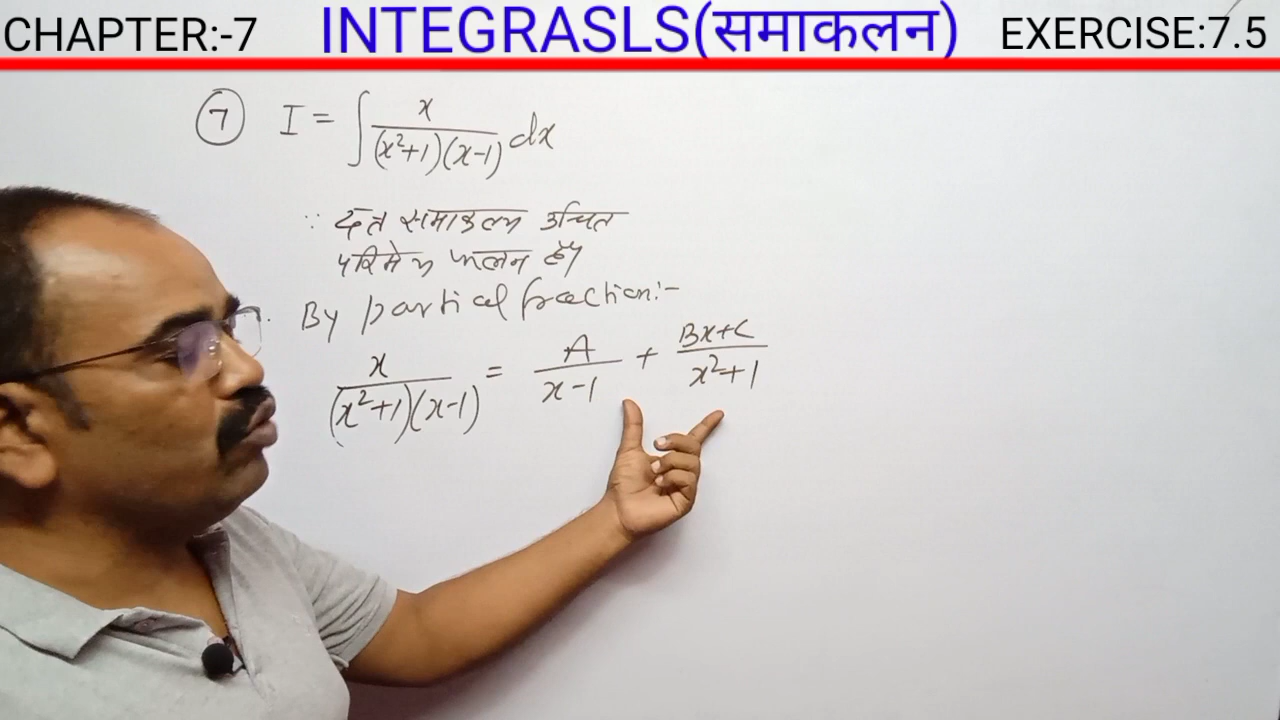 CHAPTER:-7 INTEGRASLS(समाकलन) EXERCISE:7.5
⑦ I = ∫ x / (x²+1)(x-1) dx
∵ दत्त समाकलन उचित
परिमेय फलन है।
By partial fraction:-
x / (x²+1)(x-1) = A / x-1 + Bx+C / x²+1